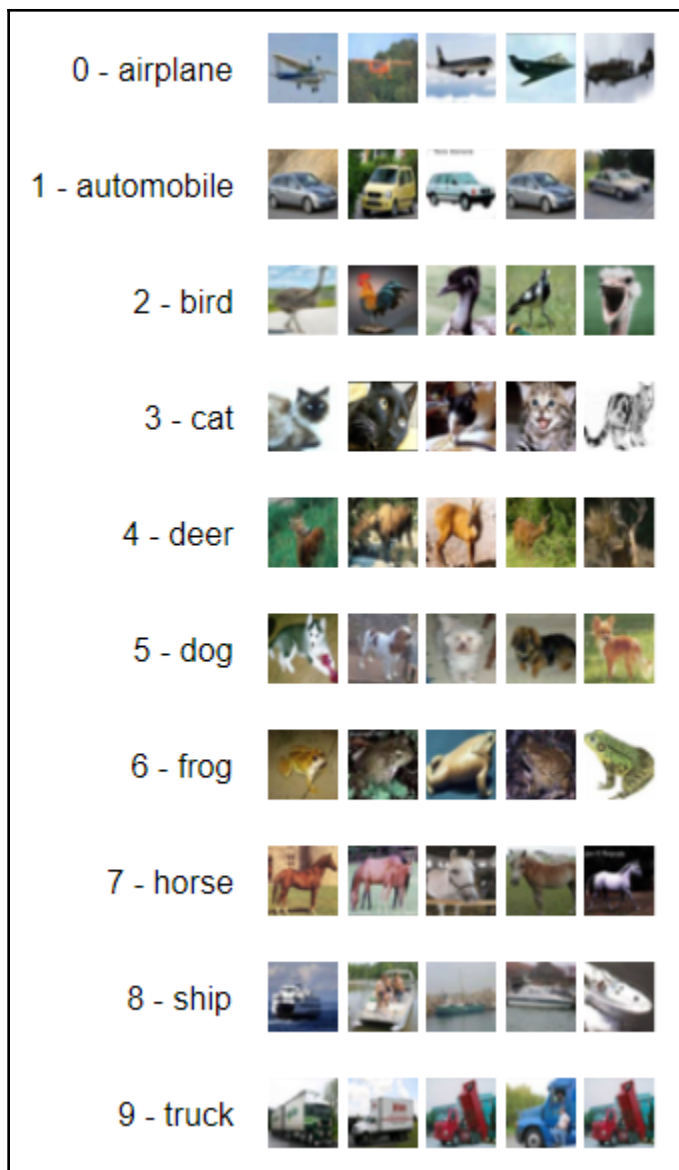 0 - airplane
1 - automobile
2 - bird
3 - cat
4 - deer
5 - dog
6 - frog
7 - horse
8 - ship
9 - truck